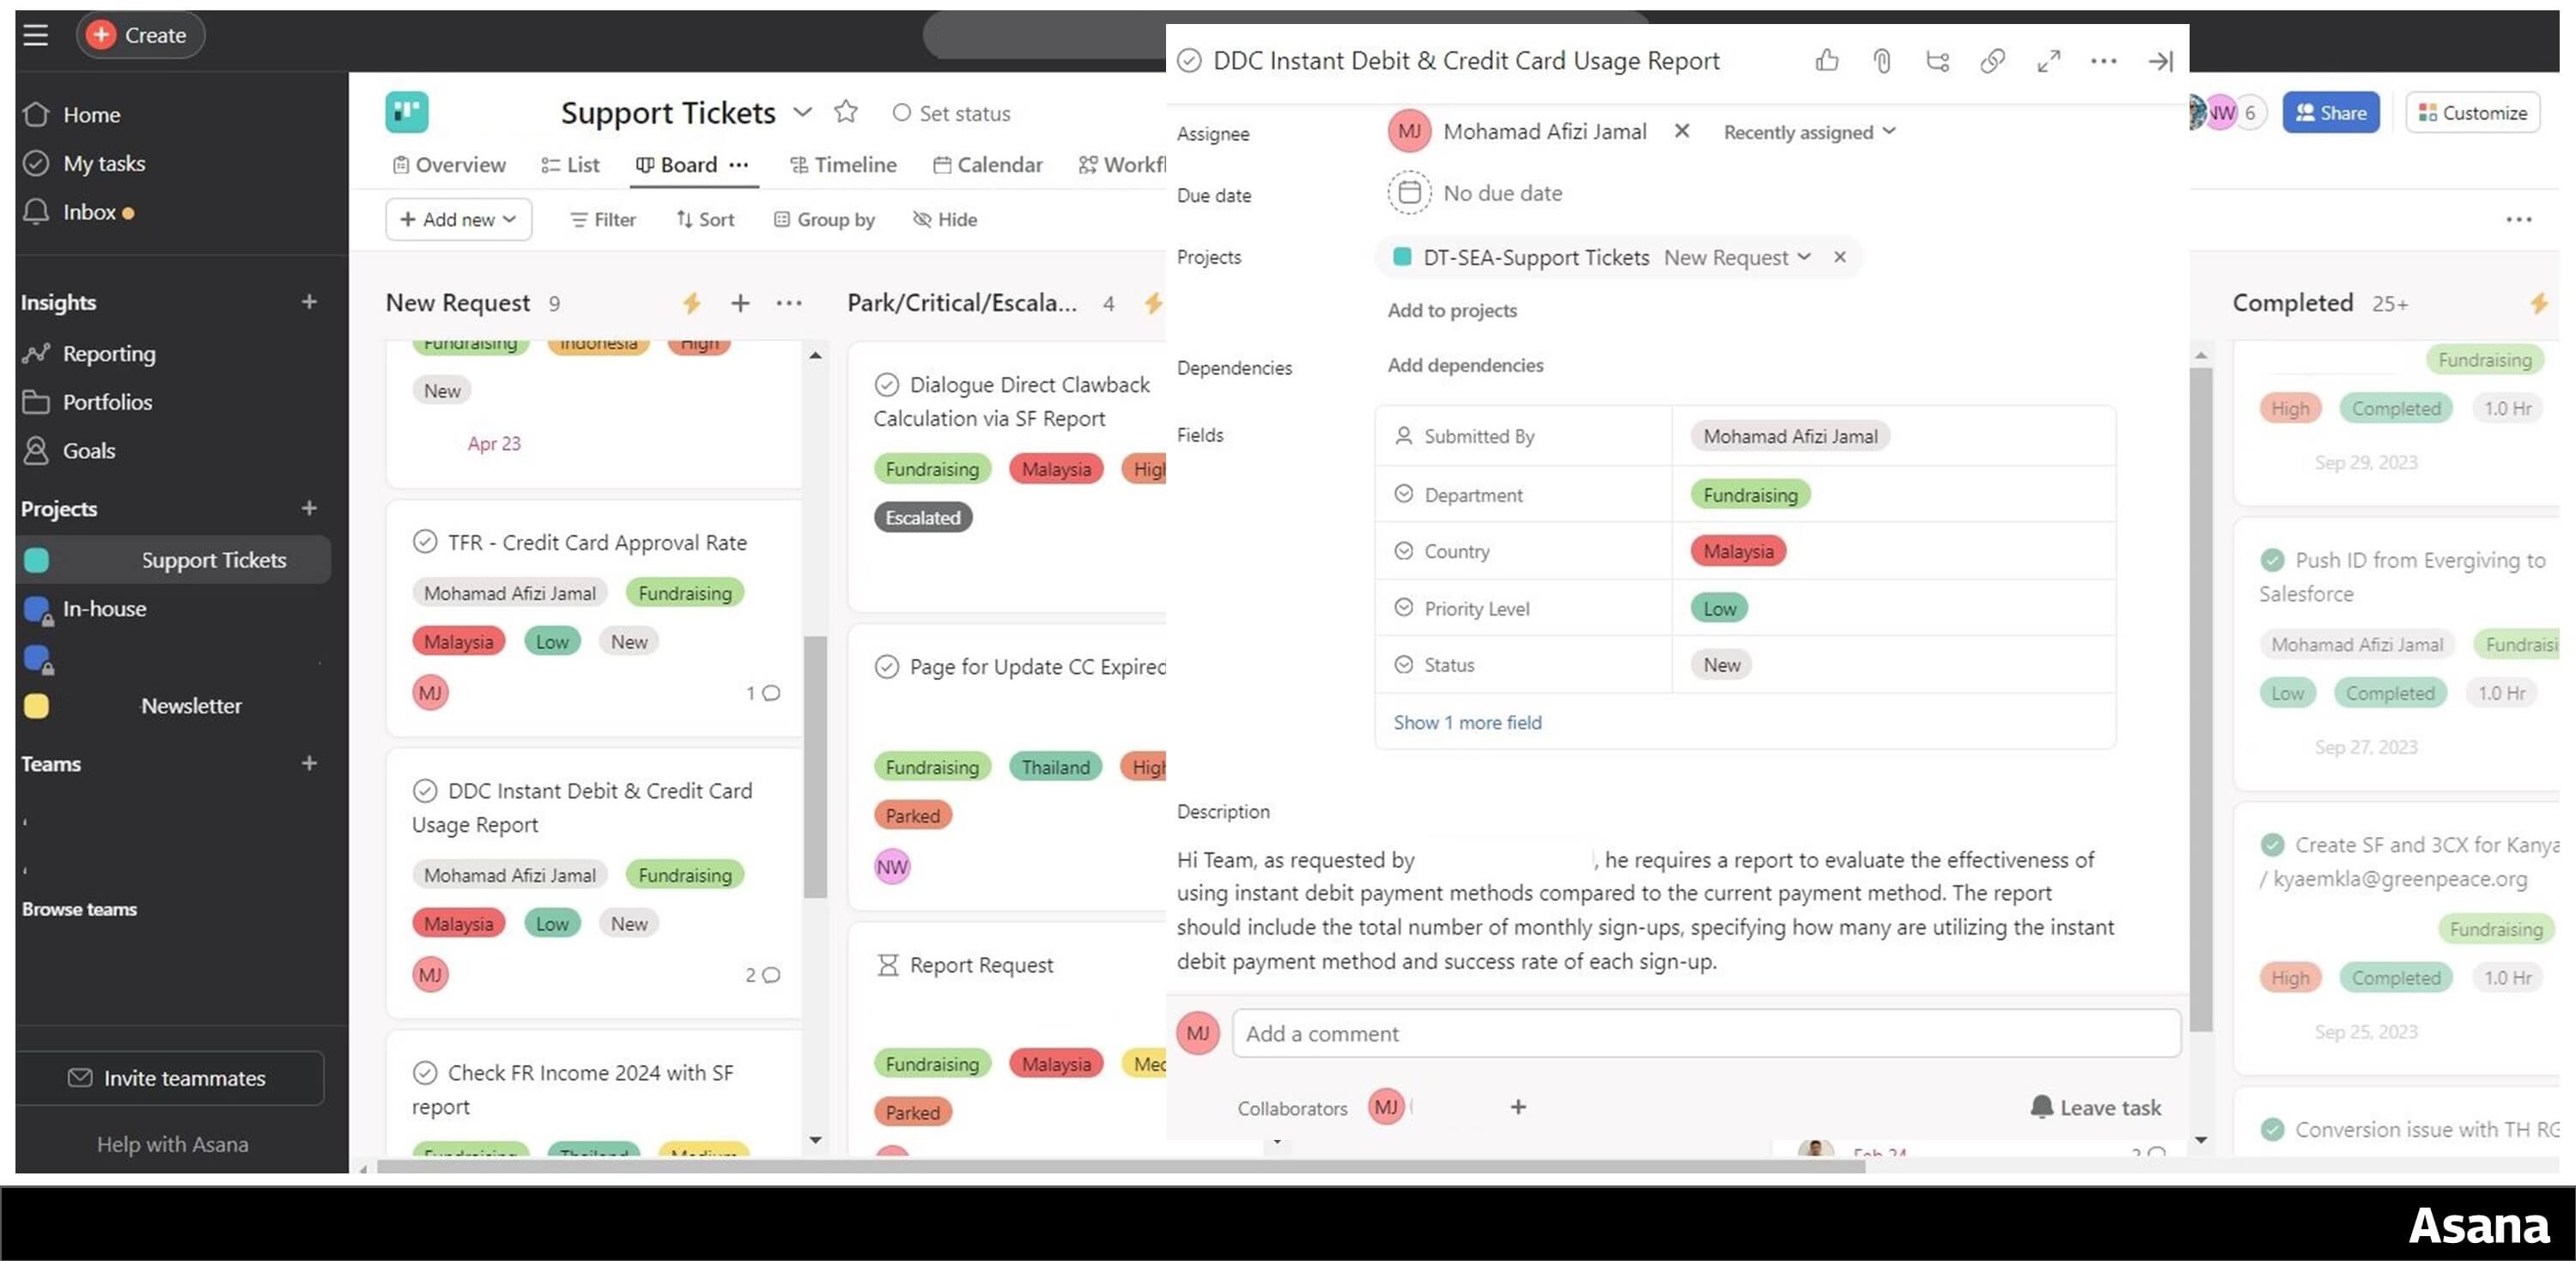 Create
Home
My tasks
Inbox
Insights
Reporting
Portfolios
Goals
Projects
Support Tickets
In-house
Newsletter
Teams
Browse teams
Invite teammates
Help with Asana
Support Tickets
Set status
Overview
List
Board
Timeline
Calendar
Workfl
Add new
Filter
Sort
Group by
Hide
New Request 9
Fundraising Indonesia High
New
Apr 23
TFR - Credit Card Approval Rate
Mohamad Afizi Jamal Fundraising
Malaysia Low New
MJ 1
DDC Instant Debit & Credit Card
Usage Report
Mohamad Afizi Jamal Fundraising
Malaysia Low New
MJ 2
Check FR Income 2024 with SF
report
Fundraising Thailand Medium
Park/Critical/Escala... 4
Dialogue Direct Clawback
Calculation via SF Report
Fundraising Malaysia High
Escalated
Page for Update CC Expired
Fundraising Thailand High
Parked
NW
Report Request
Fundraising Malaysia Med
Parked
DDC Instant Debit & Credit Card Usage Report
Assignee MJ Mohamad Afizi Jamal Recently assigned
Due date No due date
Projects DT-SEA-Support Tickets New Request
Add to projects
Dependencies Add dependencies
Fields
Submitted By Mohamad Afizi Jamal
Department Fundraising
Country Malaysia
Priority Level Low
Status New
Show 1 more field
Description
Hi Team, as requested by , he requires a report to evaluate the effectiveness of
using instant debit payment methods compared to the current payment method. The report
should include the total number of monthly sign-ups, specifying how many are utilizing the instant
debit payment method and success rate of each sign-up.
MJ Add a comment
Collaborators MJ Leave task
Feb 24 2
NW 6 Share Customize
Completed 25+
Fundraising
High Completed 1.0 Hr
Sep 29, 2023
Push ID from Evergiving to
Salesforce
Mohamad Afizi Jamal Fundraisi
Low Completed 1.0 Hr
Sep 27, 2023
Create SF and 3CX for Kanya
/ kyaemkla@greenpeace.org
Fundraising
High Completed 1.0 Hr
Sep 25, 2023
Conversion issue with TH RG
Asana